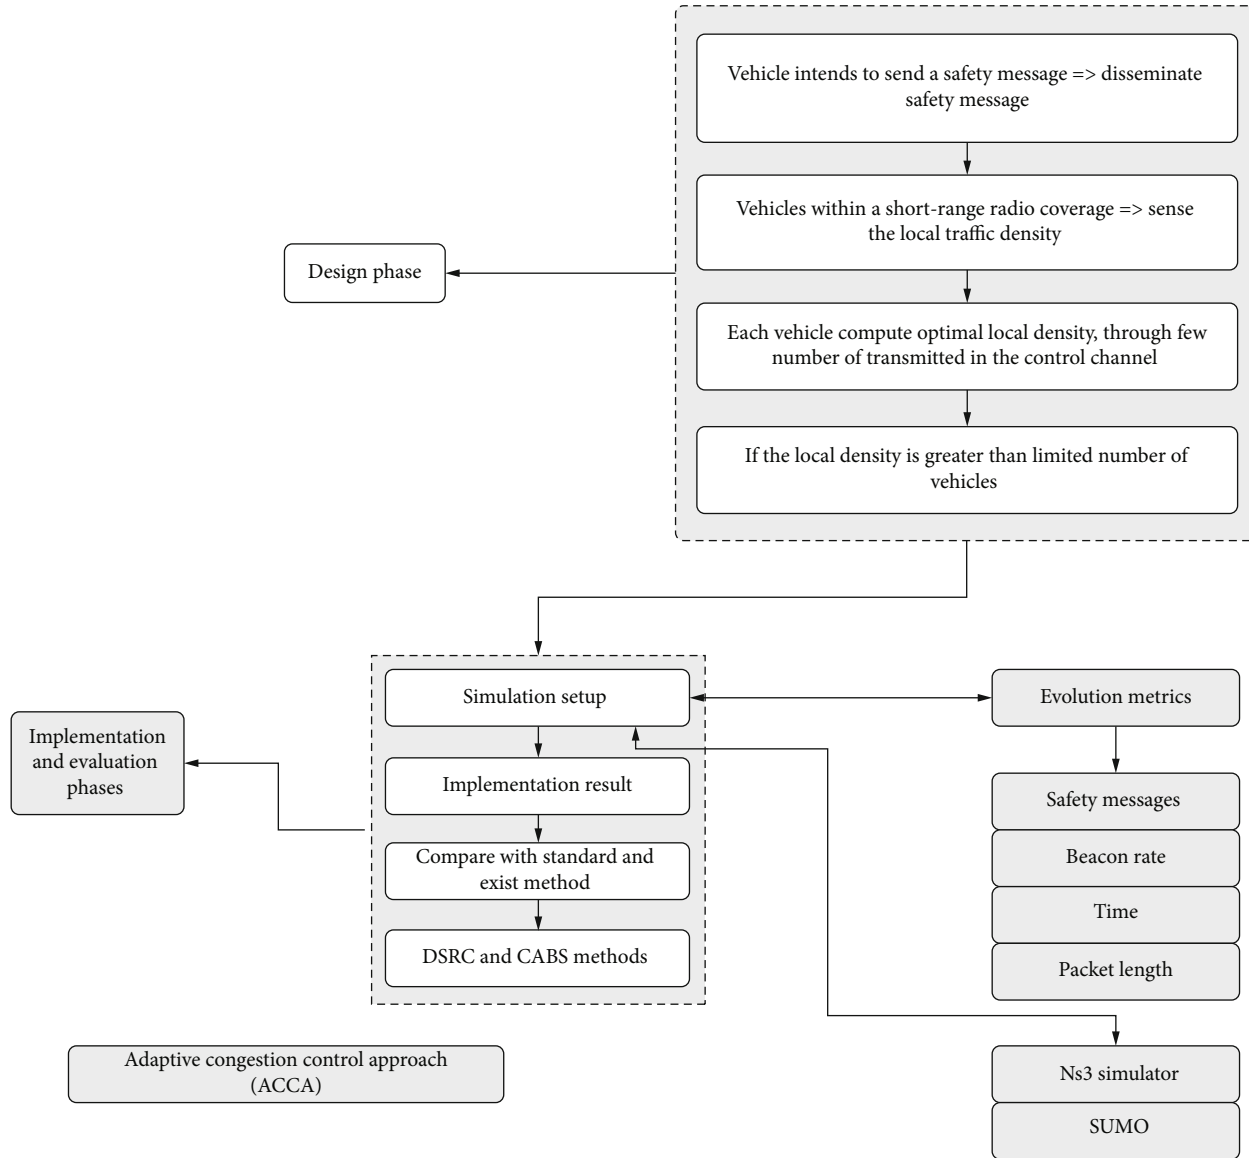 Vehicle intends to send a safety message => disseminate
safety message
Vehicles within a short-range radio coverage => sense
the local traffic density
Design phase
Each vehicle compute optimal local density, through few
number of transmitted in the control channel
If the local density is greater than limited number of
vehicles
Simulation setup
Evolution metrics
Implementation
and evaluation
phases
Implementation result
Safety messages
Compare with standard and
exist method
Beacon rate
Time
DSRC and CABS methods
Packet length
Adaptive congestion control approach
(ACCA)
Ns3 simulator
SUMO